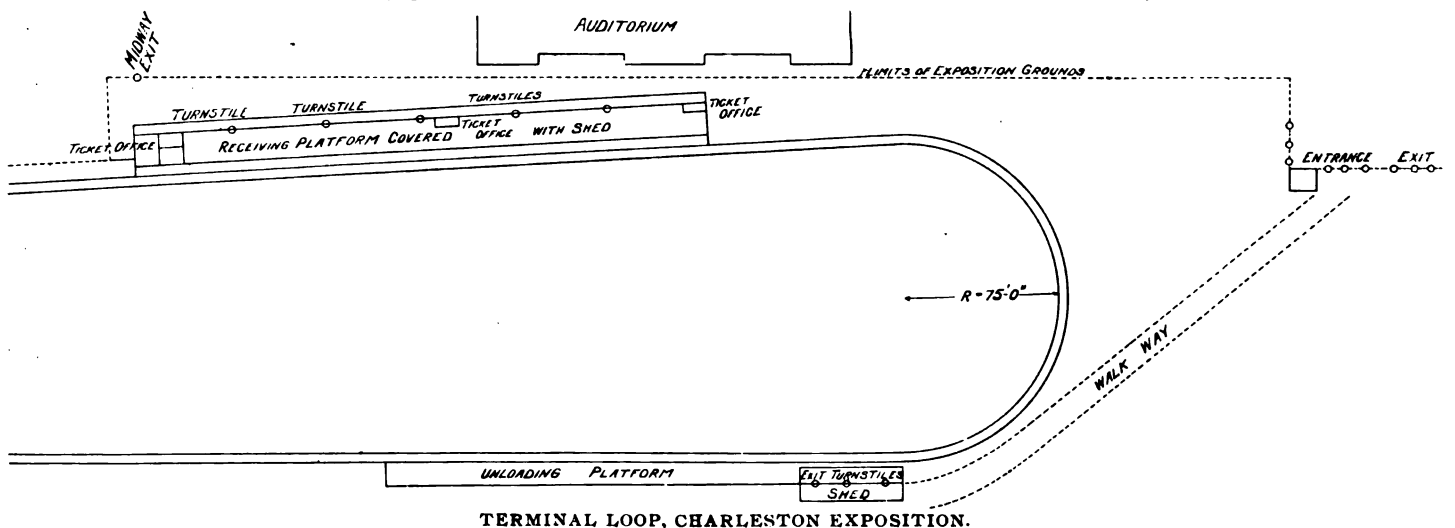 AUDITORIUM
MIDWAY
EXIT
LIMITS OF EXPOSITION GROUNDS
TURNSTILE
TURNSTILE
TURNSTILES
TICKET
OFFICE
TICKET
OFFICE
TICKET OFFICE
RECEIVING PLATFORM COVERED WITH SHED
ENTRANCE
EXIT
R-75'-0"
WALK WAY
UNLOADING PLATFORM
EXIT TURNSTILES
SHED
TERMINAL LOOP, CHARLESTON EXPOSITION.